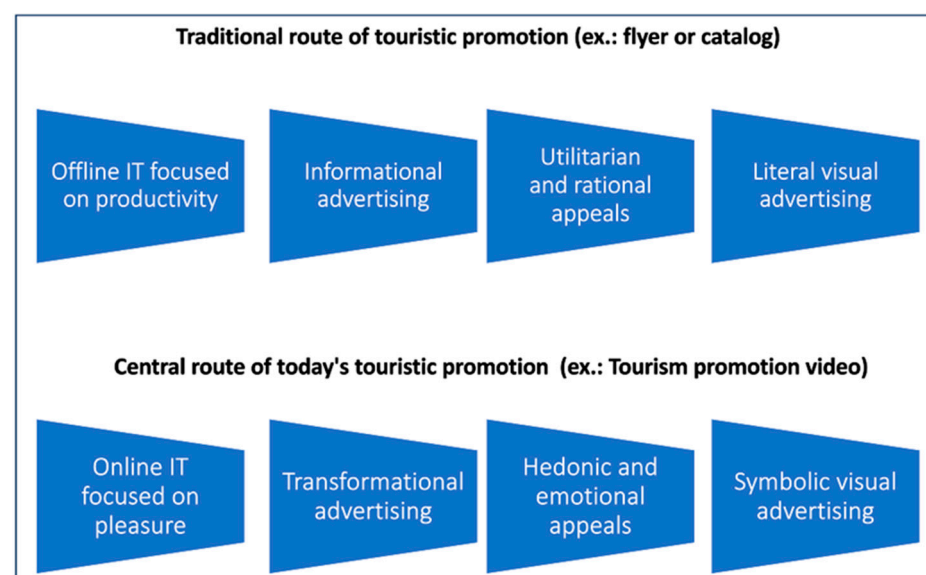 Traditional route of touristic promotion (ex.: flyer or catalog)
Offline IT focused
on productivity
Informational
advertising
Utilitarian
and rational
appeals
Literal visual
advertising
Central route of today's touristic promotion (ex.: Tourism promotion video)
Online IT
focused on
pleasure
Transformational
advertising
Hedonic and
emotional
appeals
Symbolic visual
advertising